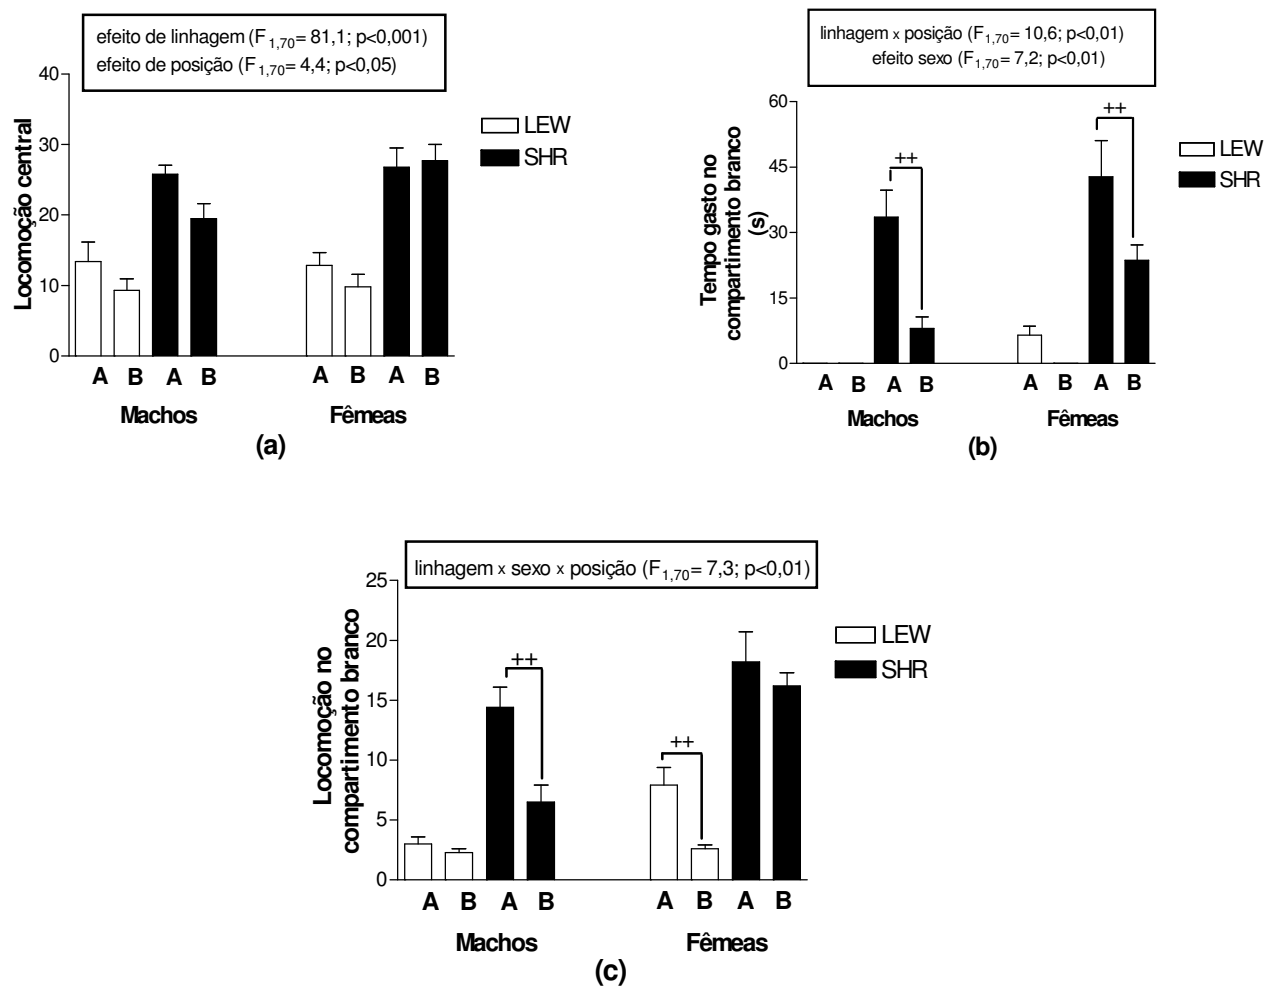 efeito de linhagem (F1,70= 81,1; p<0,001)
efeito de posição (F1,70= 4,4; p<0,05)
40
30
20
10
0
Locomoção central
LEW
SHR
A B A B
A B A B
Machos
Fêmeas
(a)
linhagem x posição (F1,70= 10,6; p<0,01)
efeito sexo (F1,70= 7,2; p<0,01)
60
45
30
15
0
Tempo gasto no
compartimento branco
(s)
++
++
LEW
SHR
A B A B
A B A B
Machos
Fêmeas
(b)
linhagem x sexo x posição (F1,70= 7,3; p<0,01)
25
20
15
10
5
0
Locomoção no
compartimento branco
++
++
LEW
SHR
A B A B
A B A B
Machos
Fêmeas
(c)